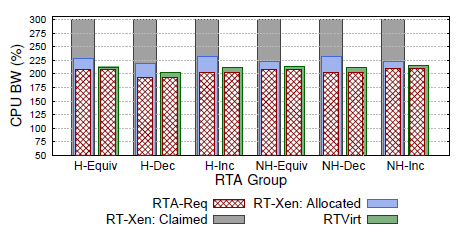 CPU BW (%)
300
275
250
225
200
175
150
125
100
75
50
H-Equiv H-Dec H-Inc NH-Equiv NH-Dec NH-Inc
RTA Group
RTA-Req RT-Xen: Allocated
RT-Xen: Claimed RTVirt